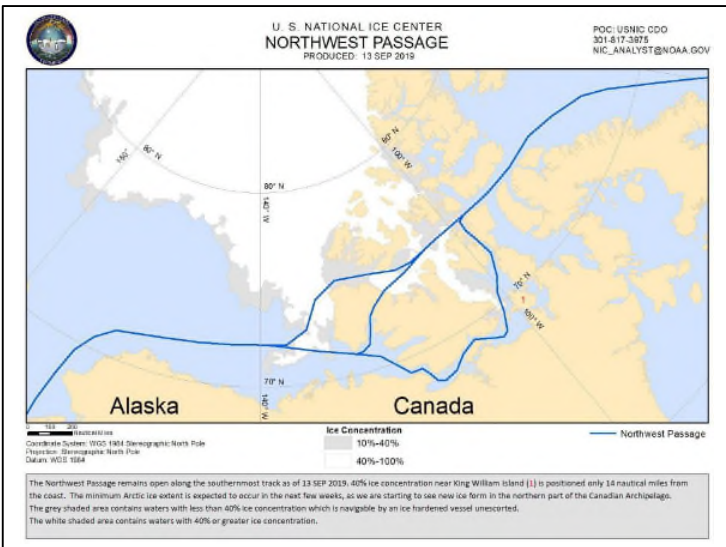 U. S. NATIONAL ICE CENTER
NORTHWEST PASSAGE
PRODUCED: 13 SEP 2019
POC: USNIC CDO
301-817-3975
NIC_ANALYST@NOAA.GOV
150°
80° N
80° N
140° W
80° N
100° W
70° N
1
100° W
70° N
140° W
Alaska
Canada
0 100 200
Coordinate System: WGS 1984 Stereographic North Pole
Projection: Stereographic North Pole
Datum: WGS 1984
Ice Concentration
10%-40%
40%-100%
Northwest Passage
The Northwest Passage remains open along the southernmost track as of 13 SEP 2019. 40% ice concentration near King William Island (1) is positioned only 14 nautical miles from
the coast. The minimum Arctic ice extent is expected to occur in the next few weeks, as we are starting to see new ice form in the northern part of the Canadian Archipelago.
The grey shaded area contains waters with less than 40% ice concentration which is navigable by an ice hardened vessel unescorted.
The white shaded area contains waters with 40% or greater ice concentration.